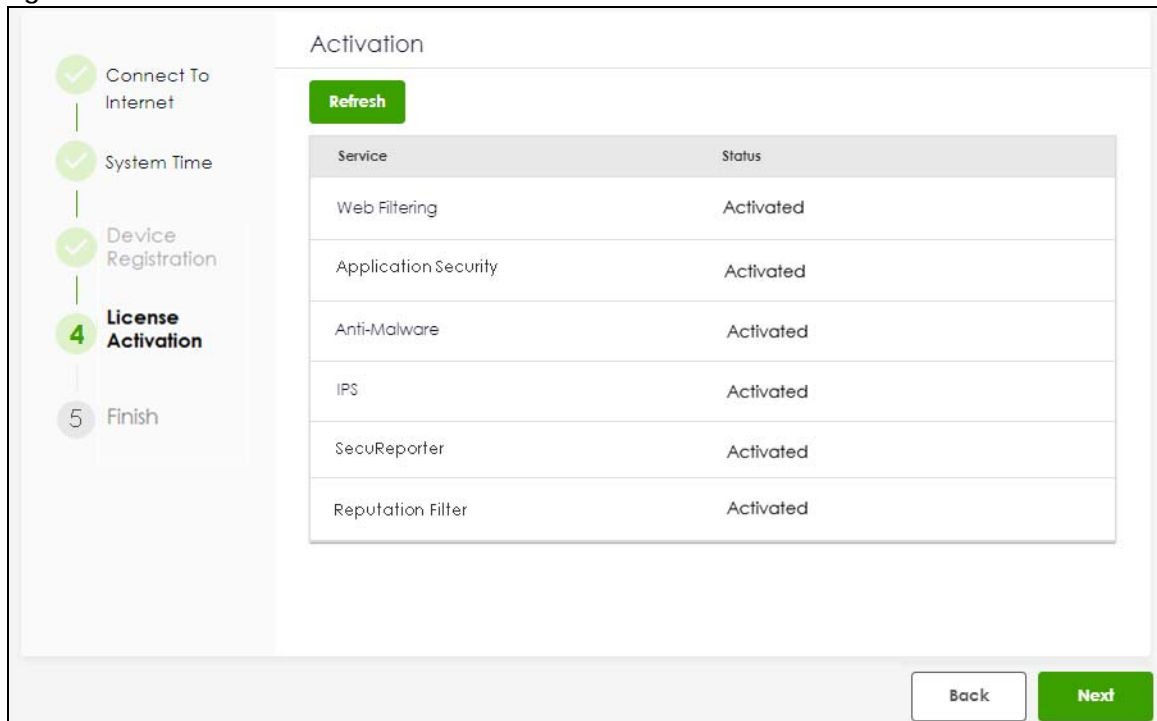 Activation
Connect To
Internet
System Time
Device
Registration
4 License
Activation
5 Finish
Refresh
Service Status
Web Filtering Activated
Application Security Activated
Anti-Malware Activated
IPS Activated
SecuReporter Activated
Reputation Filter Activated
Back Next